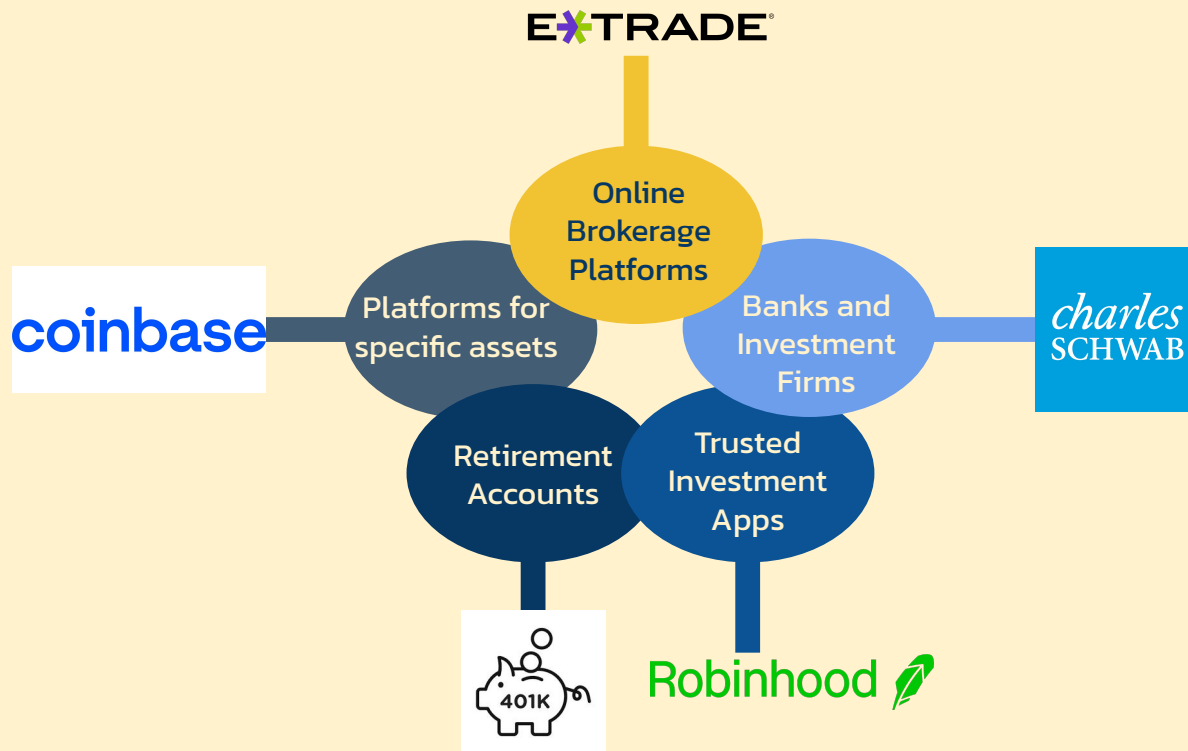 E*TRADE®
Online
Brokerage
Platforms
coinbase
Platforms for
specific assets
Banks and
Investment
Firms
charles
SCHWAB
Retirement
Accounts
Trusted
Investment
Apps
401K
Robinhood